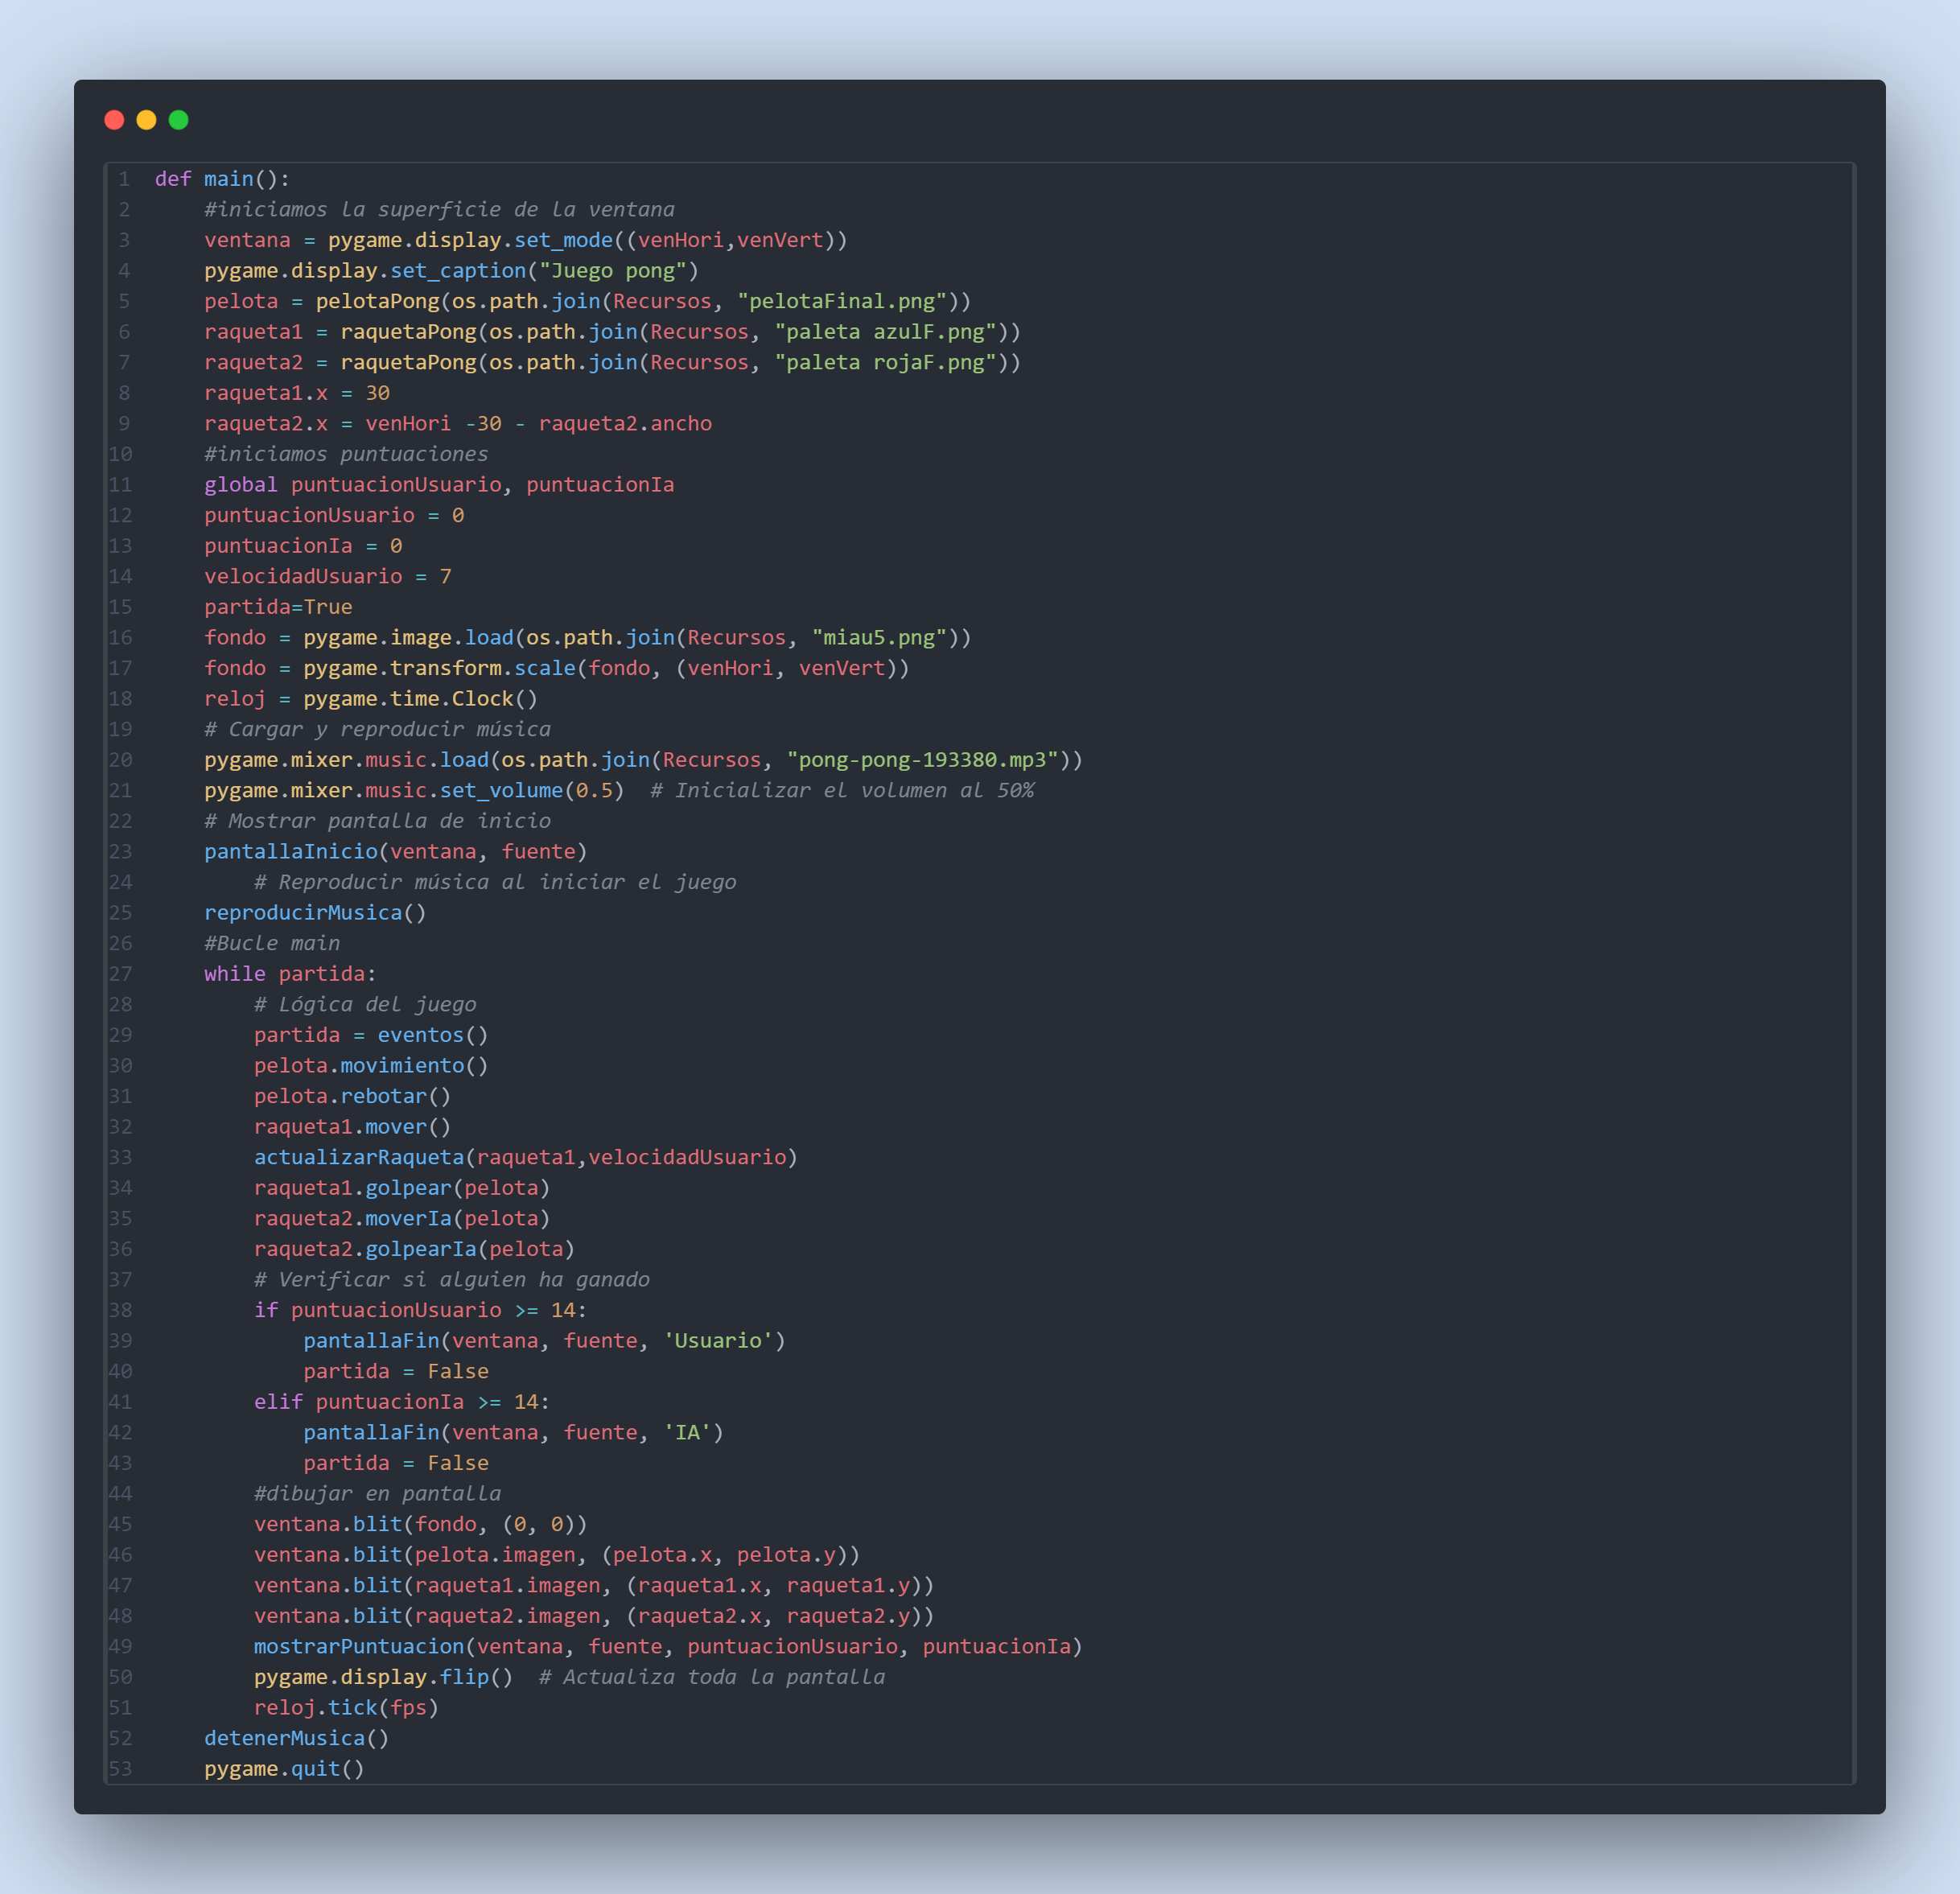 1 def main():
2     #iniciamos la superficie de la ventana
3     ventana = pygame.display.set_mode((venHori,venVert))
4     pygame.display.set_caption("Juego pong")
5     pelota = pelotaPong(os.path.join(Recursos, "pelotaFinal.png"))
6     raqueta1 = raquetaPong(os.path.join(Recursos, "paleta azulF.png"))
7     raqueta2 = raquetaPong(os.path.join(Recursos, "paleta rojaF.png"))
8     raqueta1.x = 30
9     raqueta2.x = venHori -30 - raqueta2.ancho
10     #iniciamos puntuaciones
11     global puntuacionUsuario, puntuacionIa
12     puntuacionUsuario = 0
13     puntuacionIa = 0
14     velocidadUsuario = 7
15     partida=True
16     fondo = pygame.image.load(os.path.join(Recursos, "miau5.png"))
17     fondo = pygame.transform.scale(fondo, (venHori, venVert))
18     reloj = pygame.time.Clock()
19     # Cargar y reproducir música
20     pygame.mixer.music.load(os.path.join(Recursos, "pong-pong-193380.mp3"))
21     pygame.mixer.music.set_volume(0.5)  # Inicializar el volumen al 50%
22     # Mostrar pantalla de inicio
23     pantallaInicio(ventana, fuente)
24         # Reproducir música al iniciar el juego
25     reproducirMusica()
26     #Bucle main
27     while partida:
28         # Lógica del juego
29         partida = eventos()
30         pelota.movimiento()
31         pelota.rebotar()
32         raqueta1.mover()
33         actualizarRaqueta(raqueta1,velocidadUsuario)
34         raqueta1.golpear(pelota)
35         raqueta2.moverIa(pelota)
36         raqueta2.golpearIa(pelota)
37         # Verificar si alguien ha ganado
38         if puntuacionUsuario >= 14:
39             pantallaFin(ventana, fuente, 'Usuario')
40             partida = False
41         elif puntuacionIa >= 14:
42             pantallaFin(ventana, fuente, 'IA')
43             partida = False
44         #dibujar en pantalla
45         ventana.blit(fondo, (0, 0))
46         ventana.blit(pelota.imagen, (pelota.x, pelota.y))
47         ventana.blit(raqueta1.imagen, (raqueta1.x, raqueta1.y))
48         ventana.blit(raqueta2.imagen, (raqueta2.x, raqueta2.y))
49         mostrarPuntuacion(ventana, fuente, puntuacionUsuario, puntuacionIa)
50         pygame.display.flip()  # Actualiza toda la pantalla
51         reloj.tick(fps)
52     detenerMusica()
53     pygame.quit()